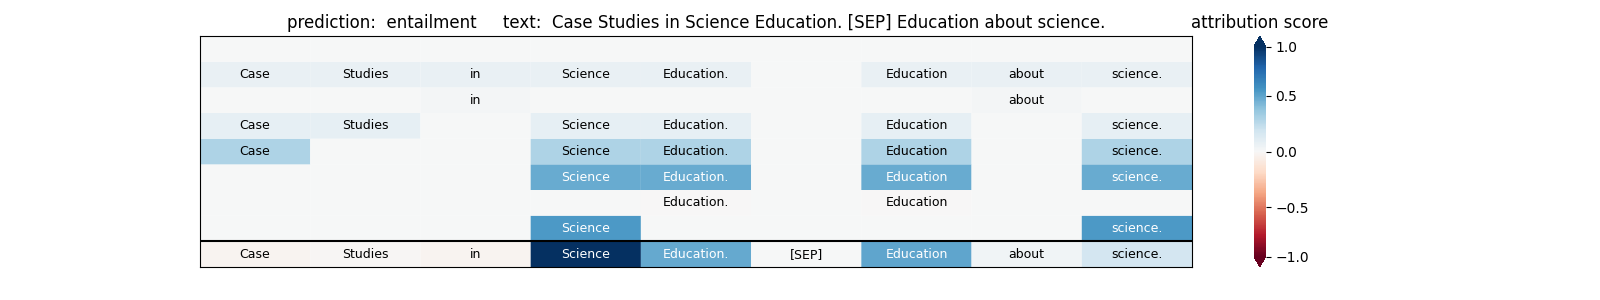 prediction:  entailment     text:  Case Studies in Science Education. [SEP] Education about science.     attribution score
Case Studies in Science Education. Education about science.
in about
Case Studies Science Education. Education science.
Case Science Education. Education science.
Science Education. Education science.
Education. Education
Science science.
Case Studies in Science Education. [SEP] Education about science.
1.0
0.5
0.0
−0.5
−1.0